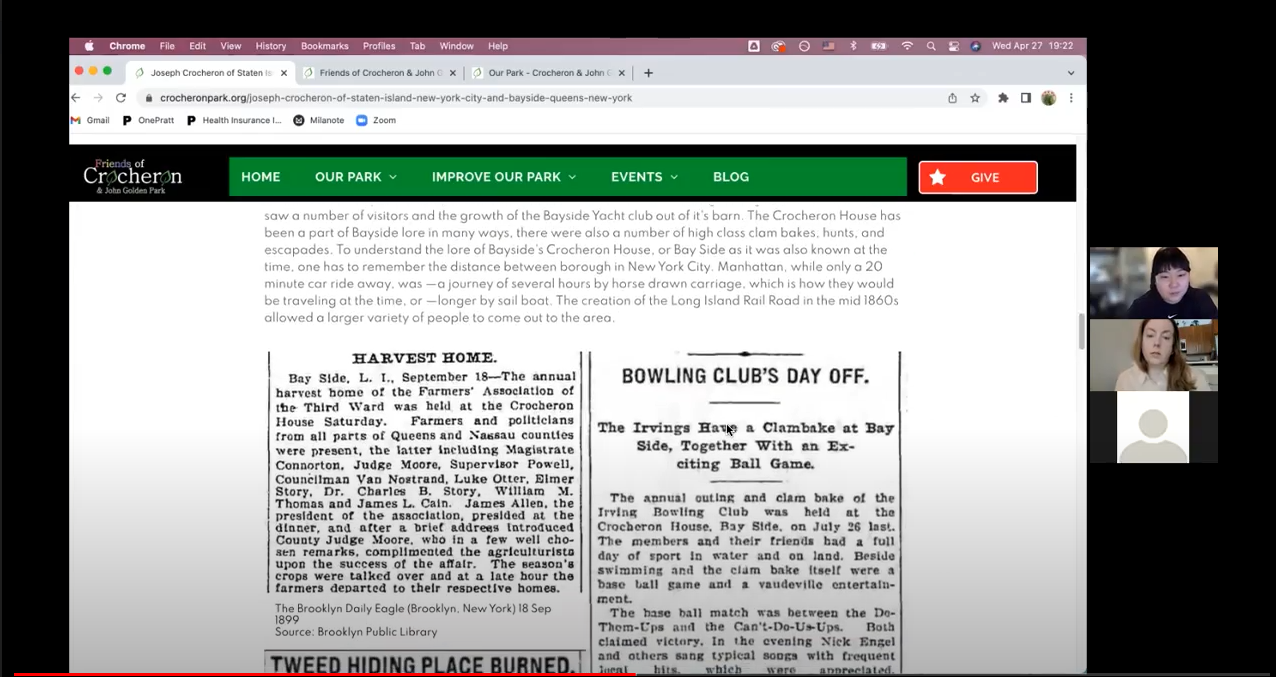 Chrome File Edit View History Bookmarks Profiles Tab Window Help Wed Apr 27 19:22
Joseph Crocheron of Staten Is Friends of Crocheron & John G Our Park - Crocheron & John G
crocheronpark.org/joseph-crocheron-of-staten-island-new-york-city-and-bayside-queens-new-york
Gmail OnePratt Health Insurance I... Milanote Zoom
Friends of
Crocheron
& John Golden Park
HOME OUR PARK IMPROVE OUR PARK EVENTS BLOG GIVE
saw a number of visitors and the growth of the Bayside Yacht club out of it's barn. The Crocheron House has
been a part of Bayside lore in many ways, there were also a number of high class clam bakes, hunts, and
escapades. To understand the lore of Bayside's Crocheron House, or Bay Side as it was also known at the
time, one has to remember the distance between borough in New York City. Manhattan, while only a 20
minute car ride away, was —a journey of several hours by horse drawn carriage, which is how they would
be traveling at the time, or —longer by sail boat. The creation of the Long Island Rail Road in the mid 1860s
allowed a larger variety of people to come out to the area.
HARVEST HOME.
Bay Side, L. I., September 18—The annual
harvest home of the Farmers' Association of
the Third Ward was held at the Crocheron
House Saturday. Farmers and politicians
from all parts of Queens and Nassau counties
were present, the latter including Magistrate
Connorton, Judge Moore, Supervisor Powell,
Councilman Van Nostrand, Luke Otter, Elmer
Story, Dr. Charles B. Story, William M.
Thomas and James L. Cain. James Allen, the
president of the association, presided at the
dinner, and after a brief address introduced
County Judge Moore, who in a few well cho-
sen remarks, complimented the agriculturists
upon the success of the affair. The season's
crops were talked over and at a late hour the
farmers departed to their respective homes.
The Brooklyn Daily Eagle (Brooklyn, New York) 18 Sep
1899
Source: Brooklyn Public Library
TWEED HIDING PLACE BURNED.
BOWLING CLUB'S DAY OFF.
The Irvings Have a Clambake at Bay
Side, Together With an Ex-
citing Ball Game.
The annual outing and clam bake of the
Irving Bowling Club was held at the
Crocheron House, Bay Side, on July 26 last.
The members and their friends had a full
day of sport in water and on land. Beside
swimming and the clam bake itself were a
base ball game and a vaudeville entertain-
ment.
The base ball match was between the Do-
Them-Ups and the Can't-Do-Us-Ups. Both
claimed victory. In the evening Nick Engel
and others sang typical songs with frequent
local hits, which were appreciated.